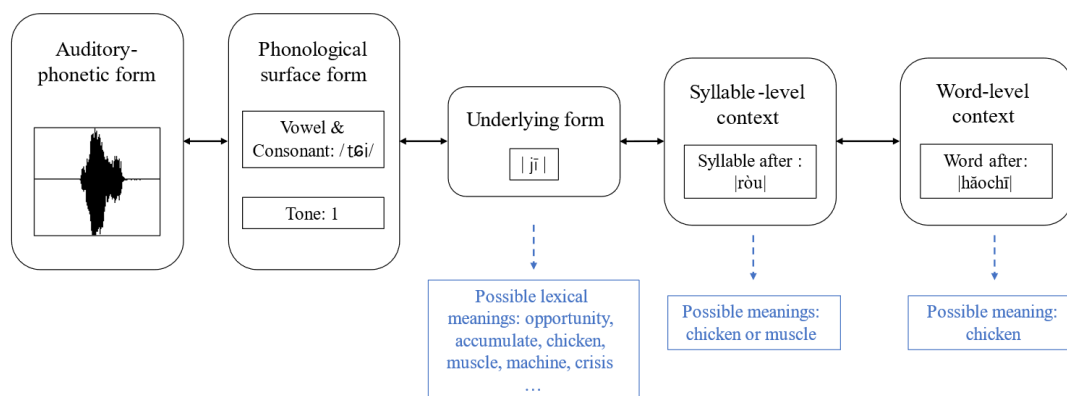 Auditory-
phonetic form
Phonological
surface form
Vowel &
Consonant: /tɕi/
Tone: 1
Underlying form
| jī |
Syllable-level
context
Syllable after :
|ròu|
Word-level
context
Word after:
|hǎochī|
Possible lexical
meanings: opportunity,
accumulate, chicken,
muscle, machine, crisis
…
Possible meanings:
chicken or muscle
Possible meaning:
chicken